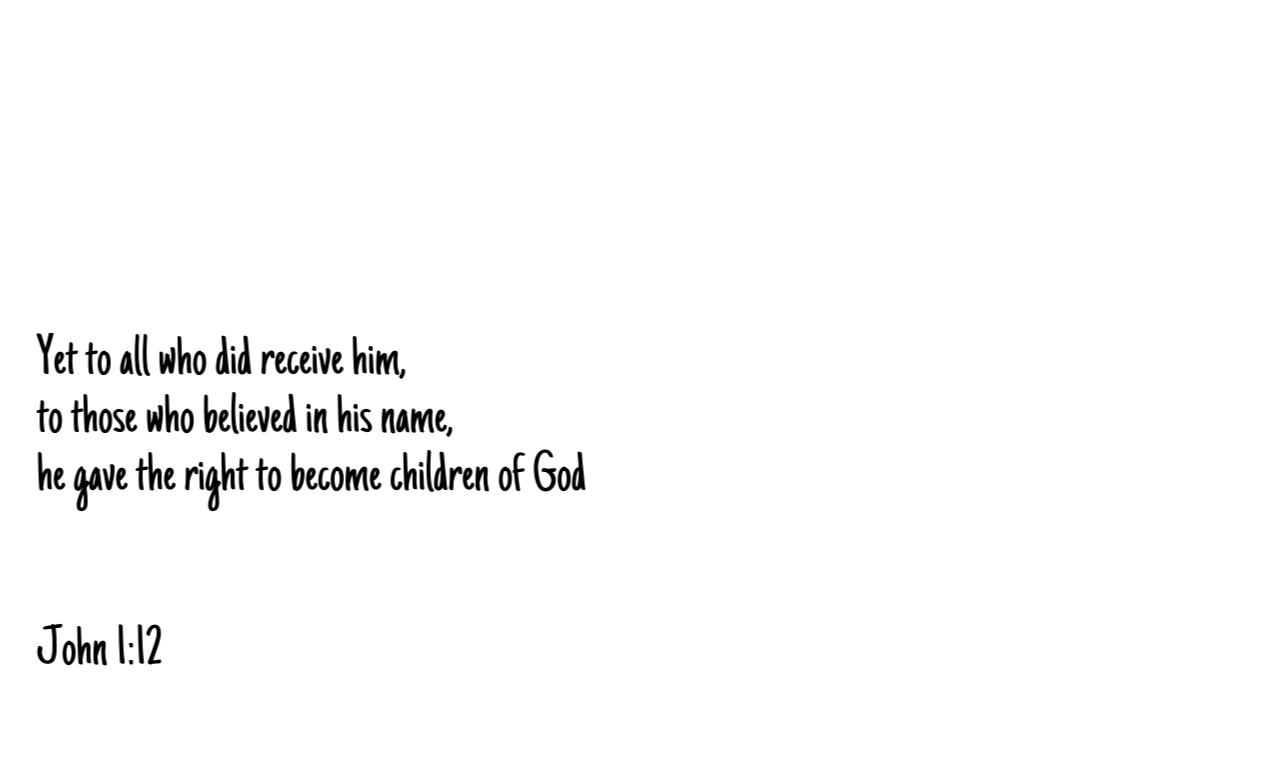 Yet to all who did receive him,
to those who believed in his name,
he gave the right to become children of God
John 1:12